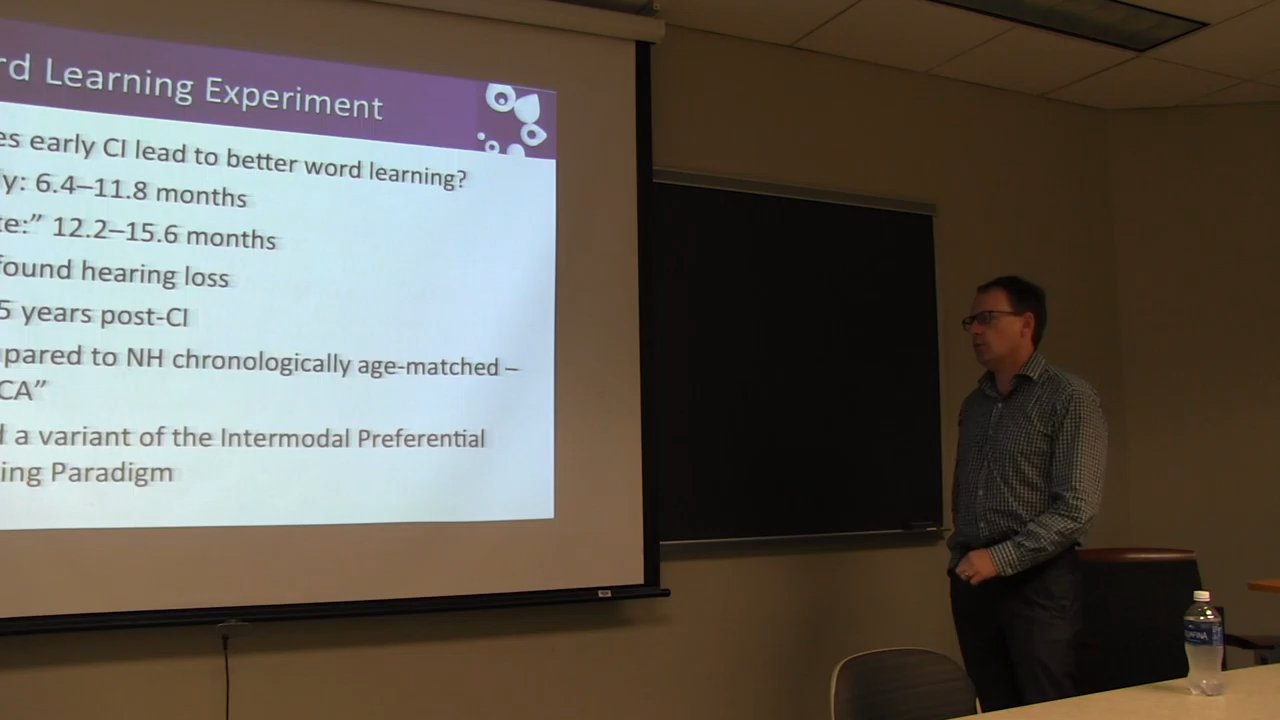 rd Learning Experiment
es early CI lead to better word learning?
ly: 6.4–11.8 months
te:” 12.2–15.6 months
found hearing loss
5 years post-CI
pared to NH chronologically age-matched –
CA”
d a variant of the Intermodal Preferential
ing Paradigm
AQUAFINA